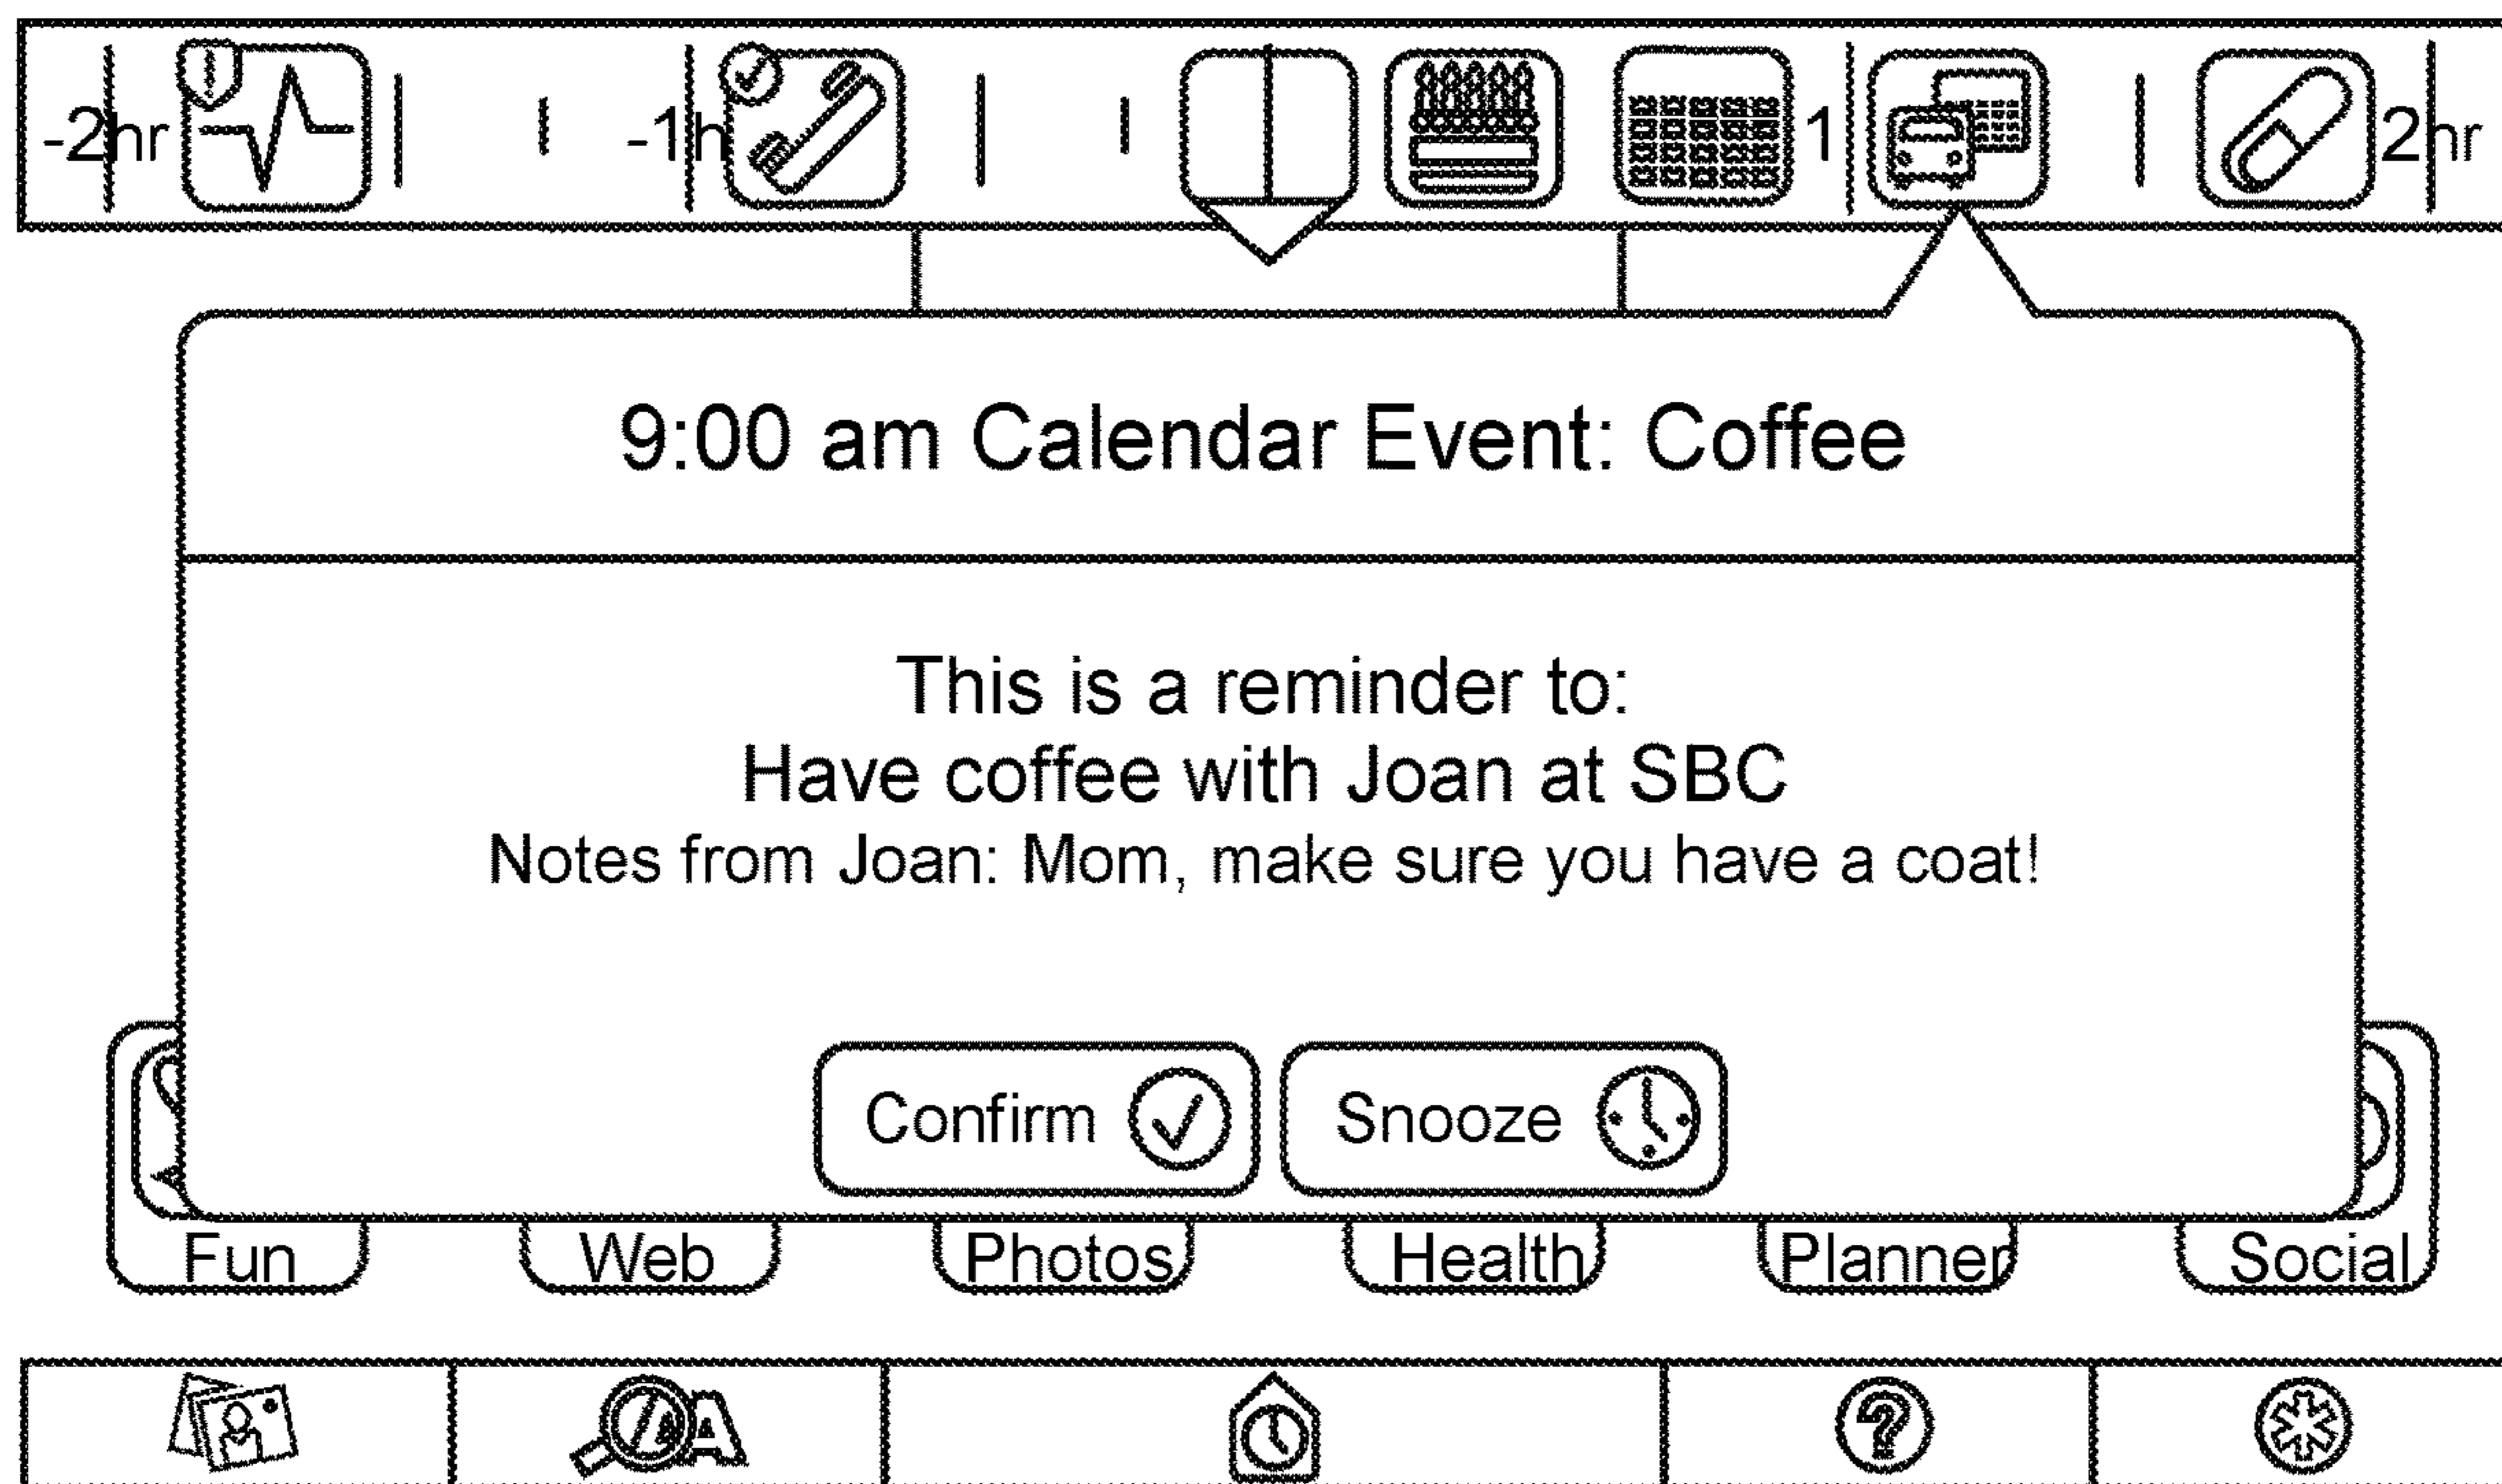 -2hr -1h 1 2hr
9:00 am Calendar Event: Coffee
This is a reminder to:
Have coffee with Joan at SBC
Notes from Joan: Mom, make sure you have a coat!
Confirm Snooze
Fun Web Photos Health Planner Social
? A